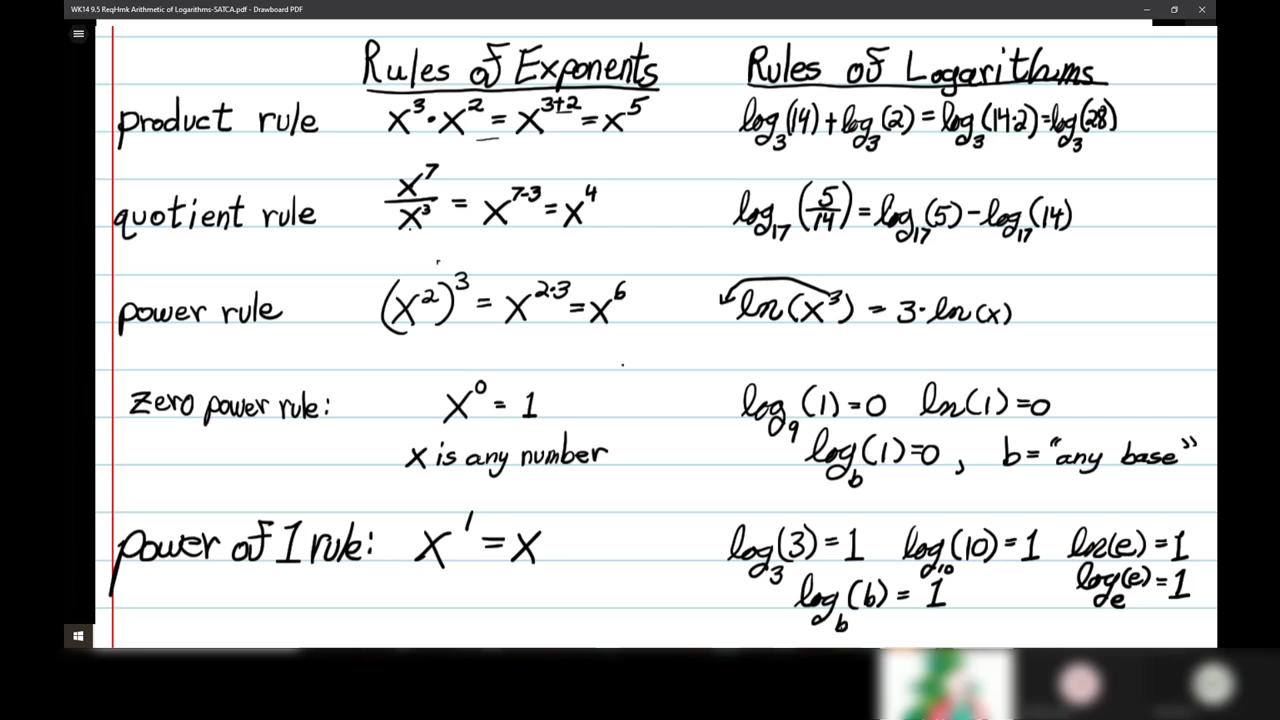 WK14 9.5 ReqHmk Arithmetic of Logarithms-SATCA.pdf - Drawboard PDF
Rules of Exponents Rules of Logarithms
product rule x³·x² = x³⁺² = x⁵ log₃(14) + log₃(2) = log₃(14·2) = log₃(28)
quotient rule x⁷/x³ = x⁷⁻³ = x⁴ log₁₇(5/14) = log₁₇(5) - log₁₇(14)
power rule (x²)³ = x²·³ = x⁶ ln(x³) = 3·ln(x)
Zero power rule: x⁰ = 1 log₉(1) = 0 ln(1) = 0
x is any number log_b(1) = 0, b = "any base"
power of 1 rule: x¹ = x log₃(3) = 1 log₁₀(10) = 1 ln(e) = 1
log_b(b) = 1 log_e(e) = 1